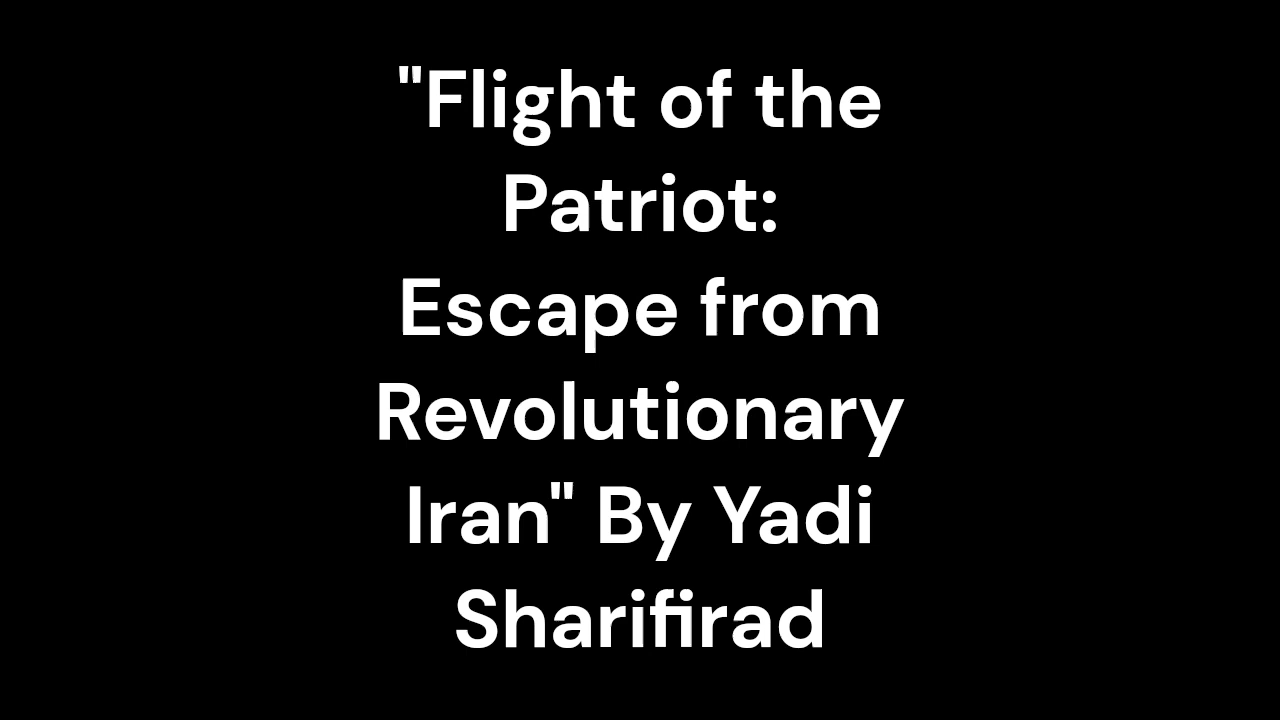 "Flight of the
Patriot:
Escape from
Revolutionary
Iran" By Yadi
Sharifirad